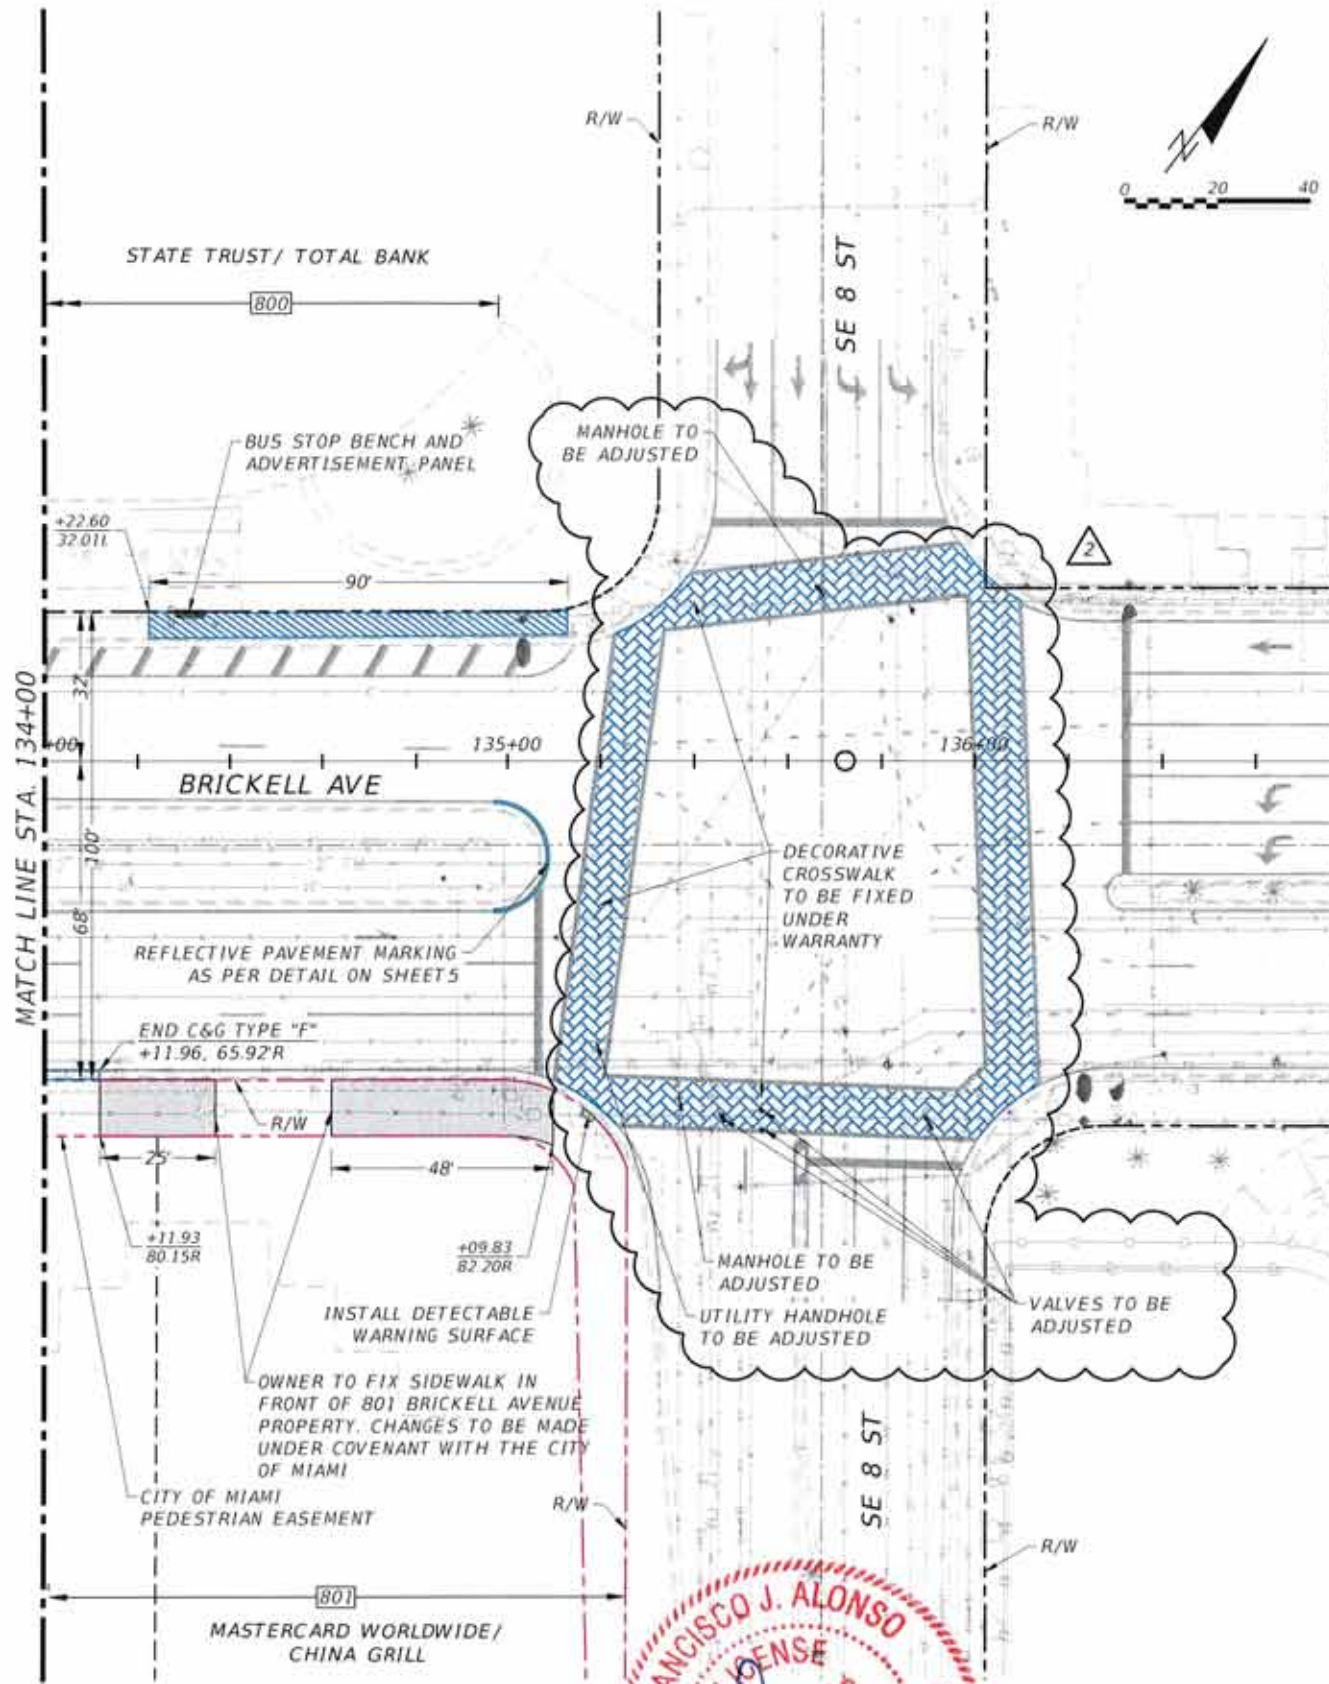 R/W
R/W
N
0 20 40
STATE TRUST/ TOTAL BANK
800
SE 8 ST
BUS STOP BENCH AND
ADVERTISEMENT PANEL
MANHOLE TO
BE ADJUSTED
+22.60
32.01L
2
90'
32'
MATCH LINE STA. 134+00
+00
135+00
136+00
BRICKELL AVE
100'
68'
DECORATIVE
CROSSWALK
TO BE FIXED
UNDER
WARRANTY
REFLECTIVE PAVEMENT MARKING
AS PER DETAIL ON SHEET 5
END C&G TYPE "F"
+11.96, 65.92'R
R/W
25'
48'
+11.93
80.15R
+09.83
82.20R
MANHOLE TO BE
ADJUSTED
INSTALL DETECTABLE
WARNING SURFACE
UTILITY HANDHOLE
TO BE ADJUSTED
VALVES TO BE
ADJUSTED
OWNER TO FIX SIDEWALK IN
FRONT OF 801 BRICKELL AVENUE
PROPERTY. CHANGES TO BE MADE
UNDER COVENANT WITH THE CITY
OF MIAMI
CITY OF MIAMI
PEDESTRIAN EASEMENT
R/W
SE 8 ST
R/W
801
MASTERCARD WORLDWIDE/
CHINA GRILL
ANCISCO J. ALONSO
ICENSE